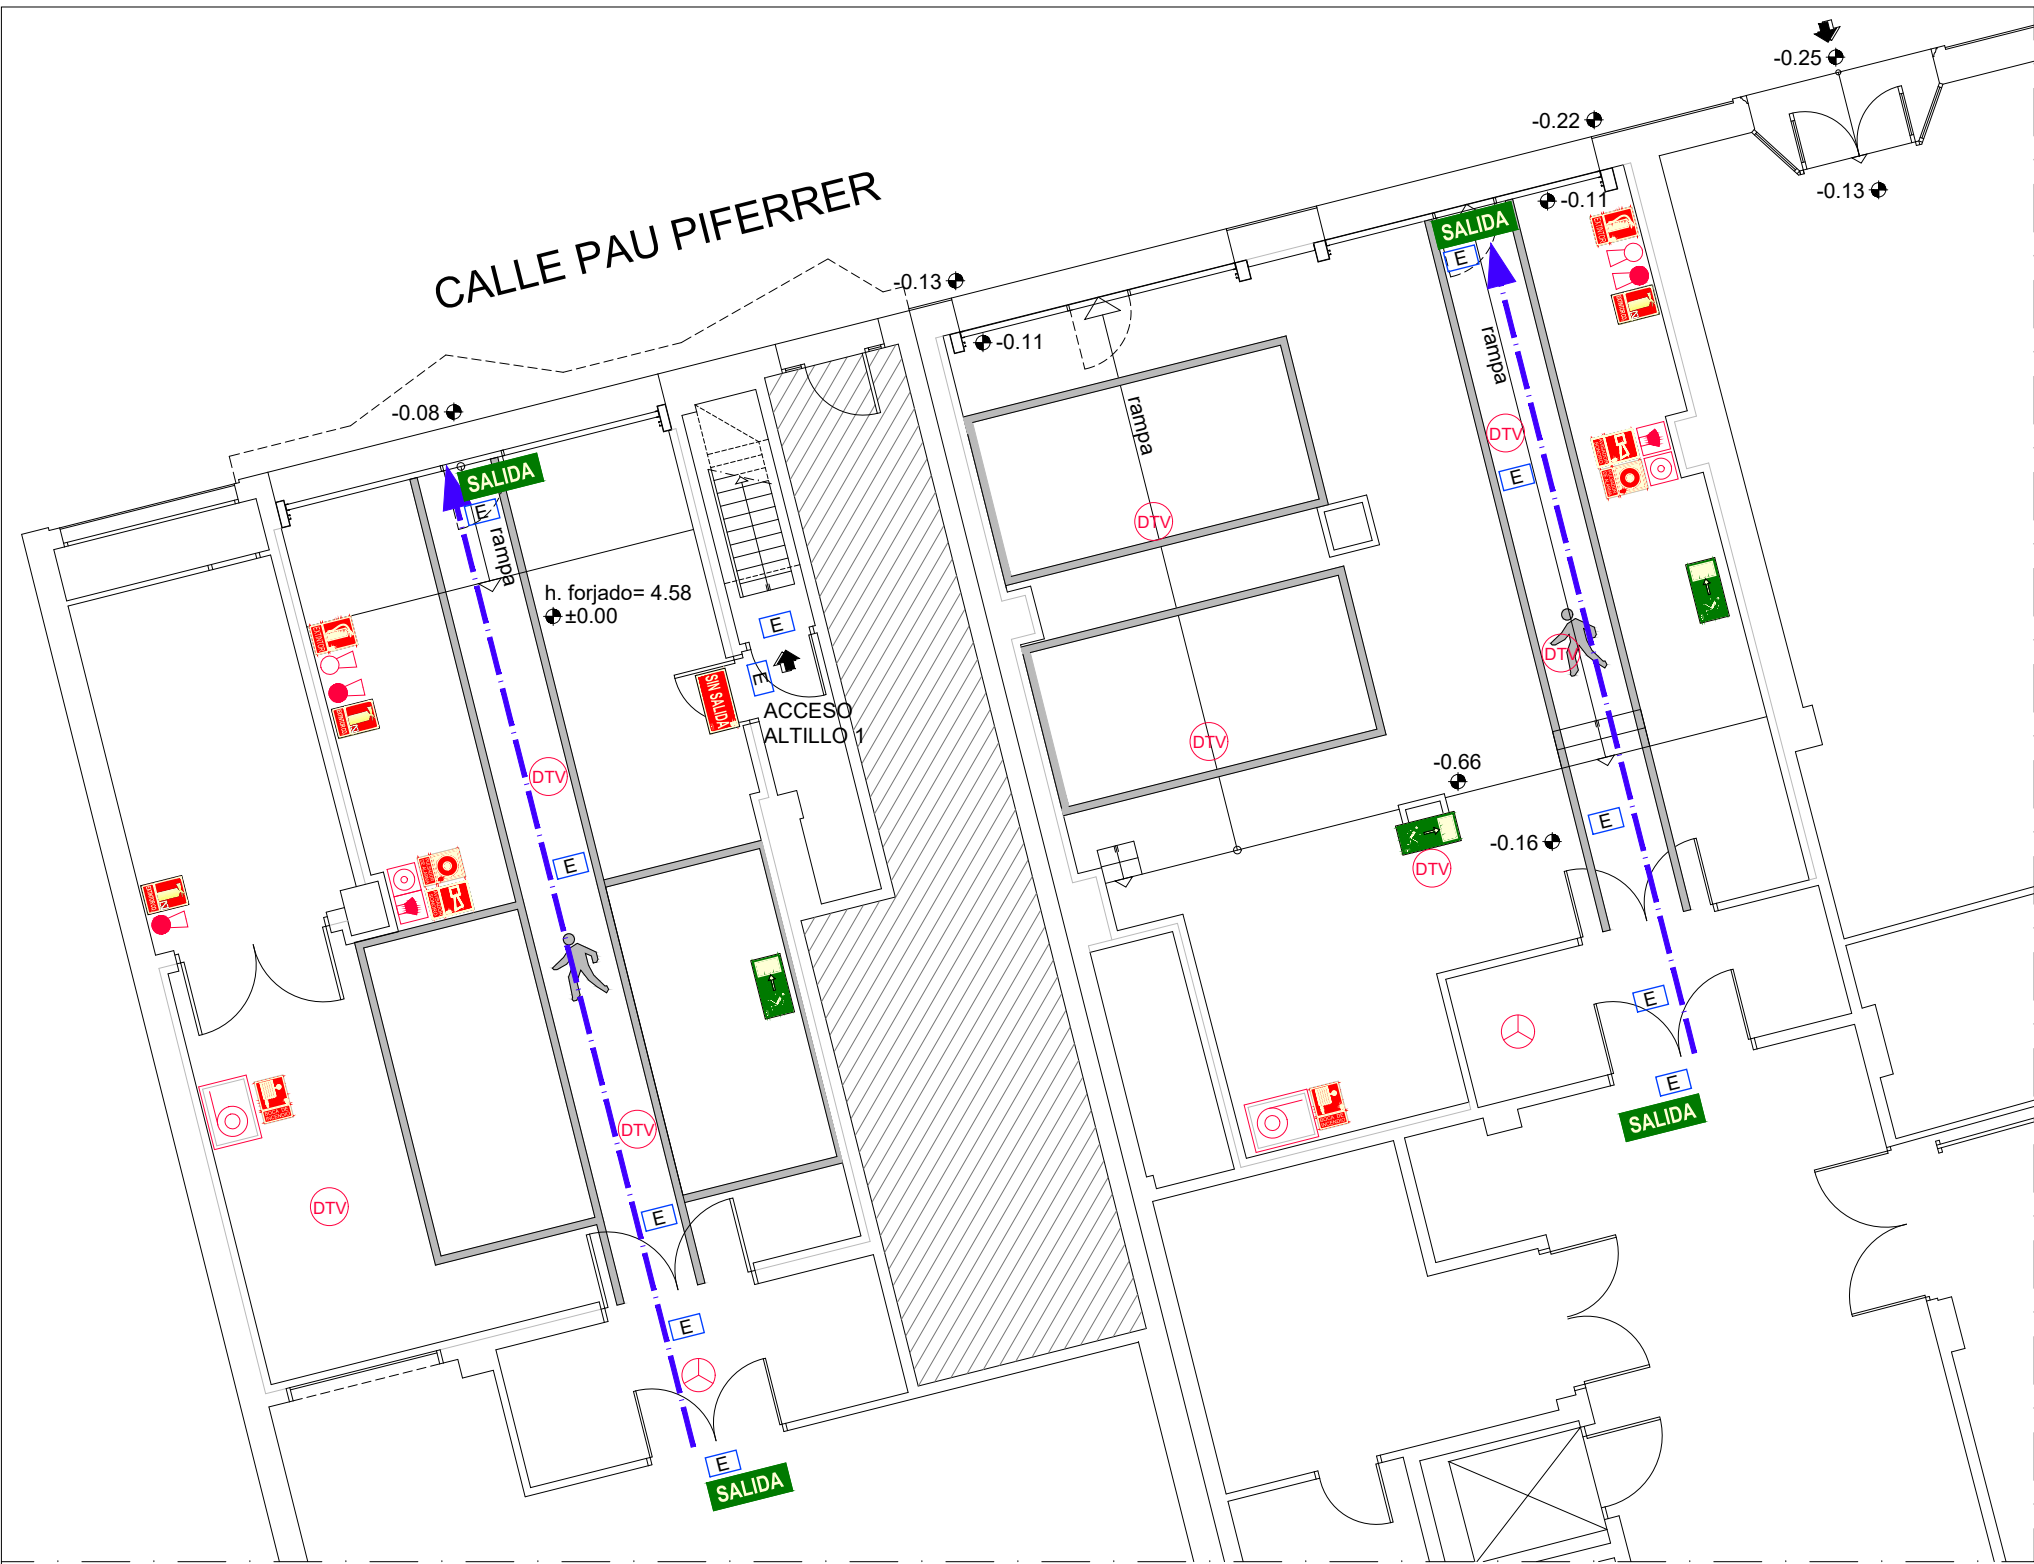 -0.25
-0.22
-0.13
-0.11
SALIDA
E
CALLE PAU PIFERRER
-0.13
-0.11
rampa
rampa
-0.08
DTV
E
SALIDA
E
rampa
DTV
h. forjado= 4.58
±0.00
E
E
SIN SALIDA
ACCESO
ALTILLO 1
DTV
DTV
DTV
-0.66
E
-0.16
DTV
E
E
SALIDA
DTV
E
DTV
DTV
E
E
E
SALIDA